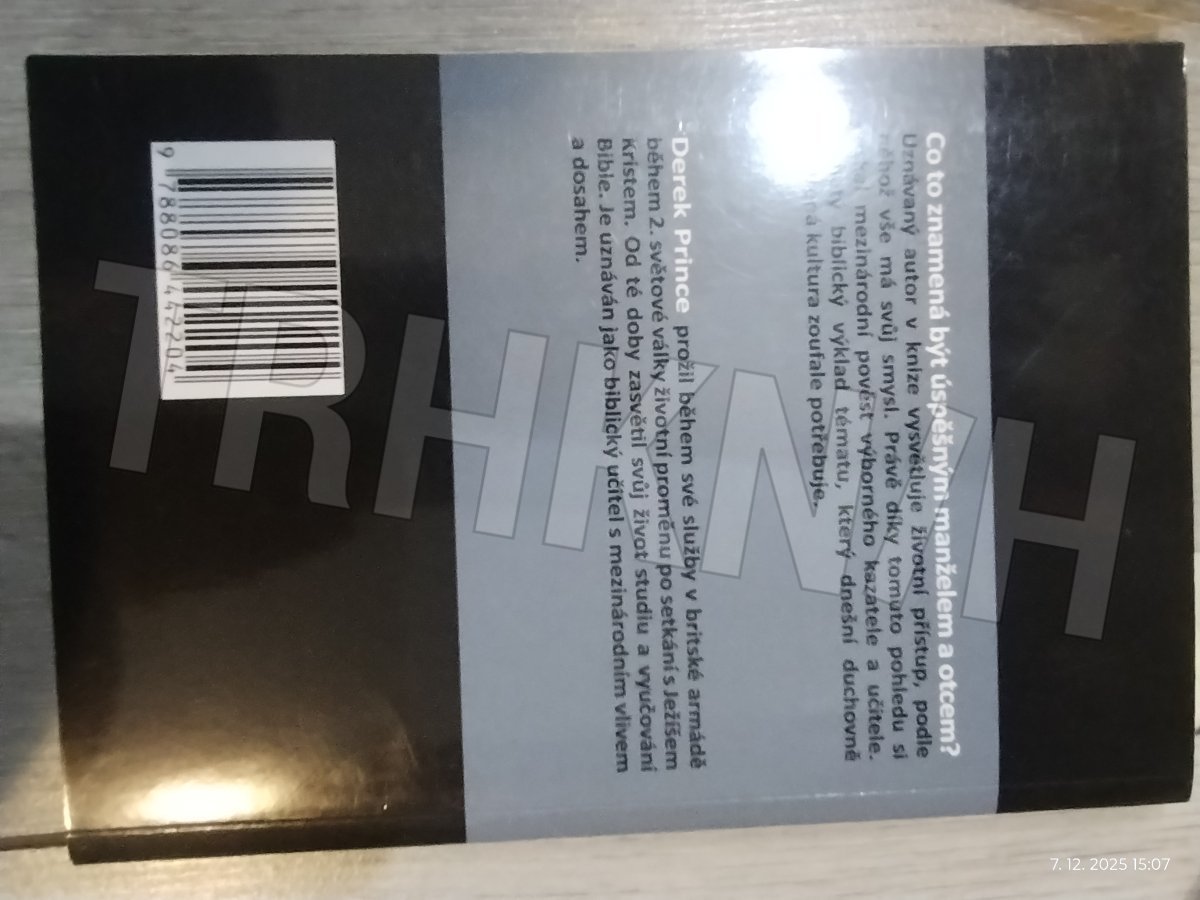 Co to znamená být úspěšným manželem a otcem?
Uznávaný autor v knize vysvětluje životní přístup, podle
něhož vše má svůj smysl. Právě díky tomuto pohledu si
mezinárodní pověst výborného kazatele a učitele.
biblický výklad tématu, který dnešní duchovně
kultura zoufale potřebuje.
Derek Prince prožil během své služby v britské armádě
během 2. světové války životní proměnu po setkání s Ježíšem
Kristem. Od té doby zasvětil svůj život studiu a vyučování
Bible. Je uznáván jako biblický učitel s mezinárodním vlivem
a dosahem.
9 788086 442204
TRHKNIH
7. 12. 2025 15:07